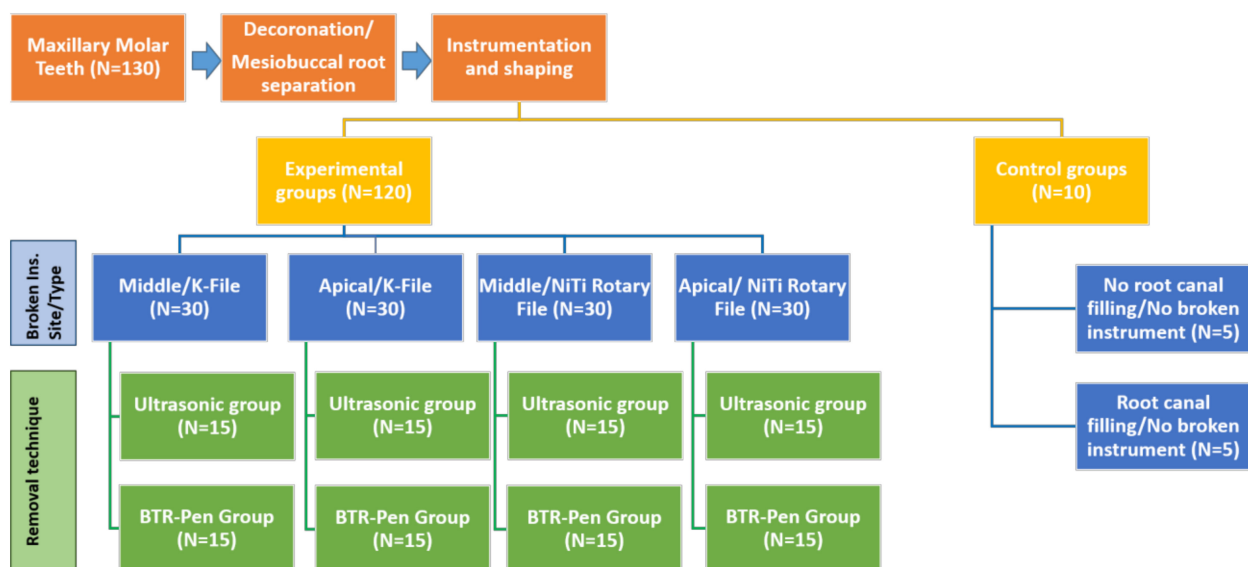 Maxillary Molar
Teeth (N=130)
Decoronation/
Mesiobuccal root
separation
Instrumentation
and shaping
Experimental
groups (N=120)
Control groups
(N=10)
Broken Ins.
Site/Type
Middle/K-File
(N=30)
Apical/K-File
(N=30)
Middle/NiTi Rotary
File (N=30)
Apical/ NiTi Rotary
File (N=30)
No root canal
filling/No broken
instrument (N=5)
Root canal
filling/No broken
instrument (N=5)
Removal technique
Ultrasonic group
(N=15)
Ultrasonic group
(N=15)
Ultrasonic group
(N=15)
Ultrasonic group
(N=15)
BTR-Pen Group
(N=15)
BTR-Pen Group
(N=15)
BTR-Pen Group
(N=15)
BTR-Pen Group
(N=15)